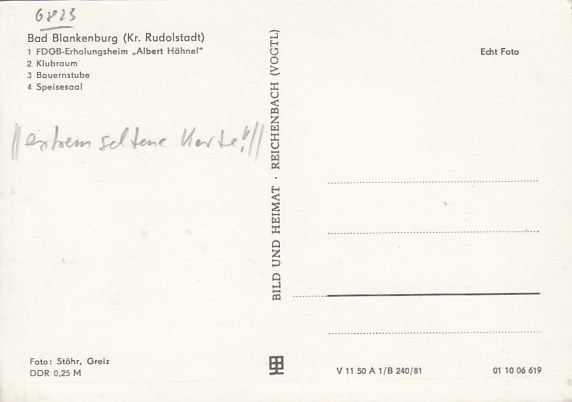 6823
Bad Blankenburg (Kr. Rudolstadt)
1 FDGB-Erholungsheim „Albert Hähnel"
2 Klubraum
3 Bauernstube
4 Speisesaal
Echt Foto
//extrem seltene Karte!//
BILD UND HEIMAT · REICHENBACH (VOGTL)
Foto: Stöhr, Greiz
DDR 0,25 M
V 11 50 A 1/B 240/81
01 10 06 619